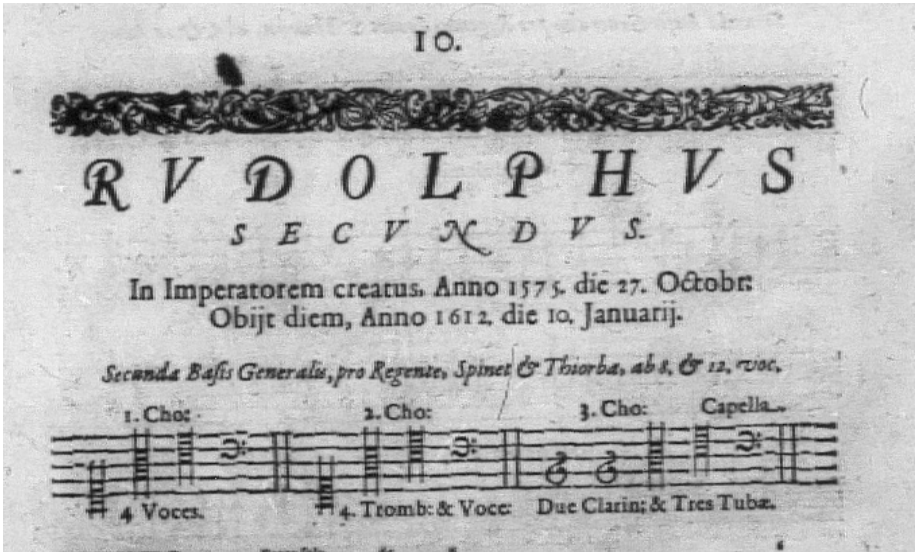 10.
RVDOLPHVS
SECVNDVS.
In Imperatorem creatus, Anno 1575. die 27. Octobr:
Obijt diem, Anno 1612. die 10. Januarij.
Secunda Basis Generalis, pro Regente, Spinet & Thiorba, ab 8. & 12. voc.
1. Cho: 2. Cho: 3. Cho: Capella.
4 Voces. 4. Tromb: & Voce: Due Clarin; & Tres Tubæ.